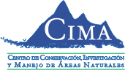 CIMA
CENTRO DE CONSERVACIÓN, INVESTIGACIÓN
Y MANEJO DE ÁREAS NATURALES